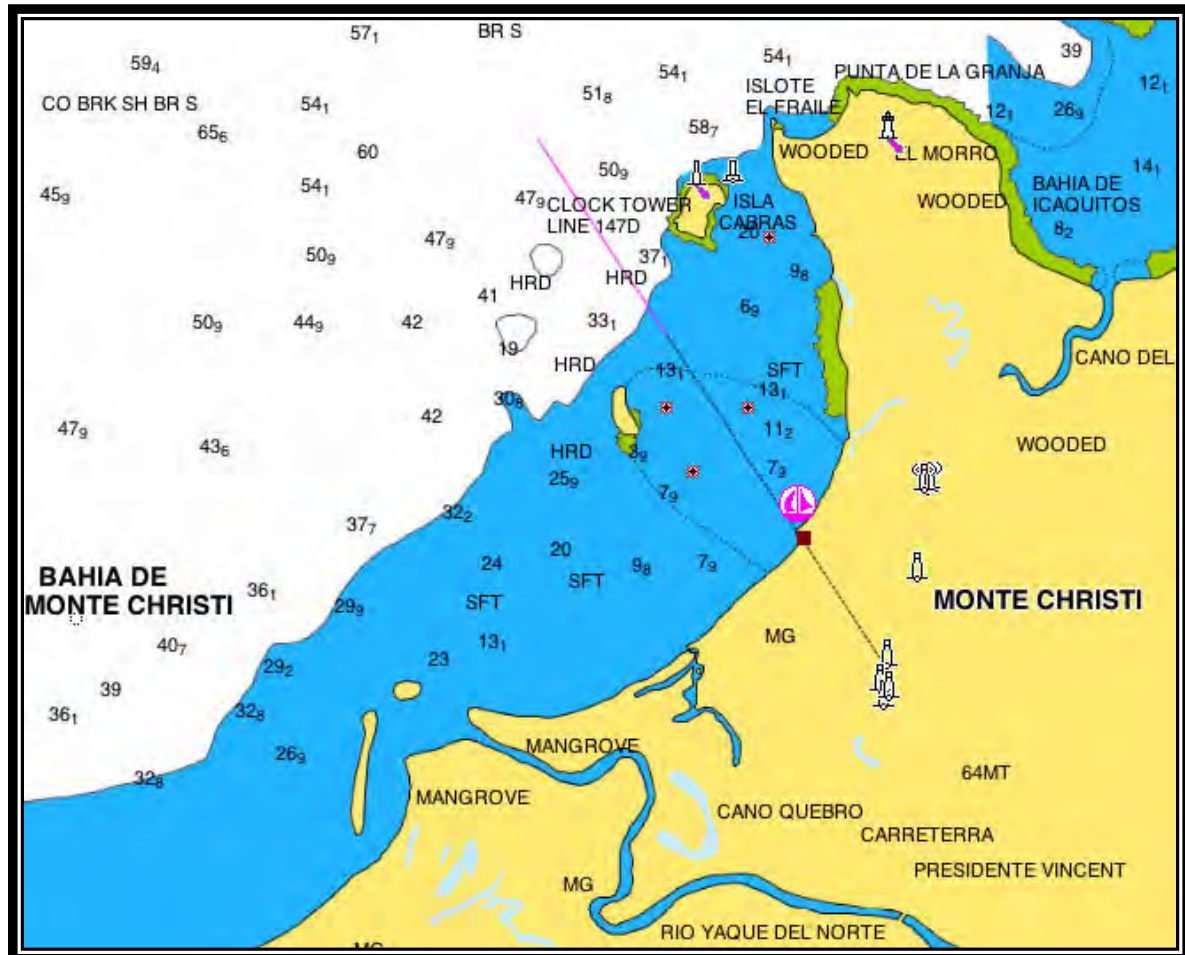 57₁
BR S
59₄
54₁
54₁
39
PUNTA DE LA GRANJA
12₁
ISLOTE
EL FRAILE
51₈
CO BRK SH BR S
54₁
12₁
26₉
65₆
58₇
60
WOODED
EL MORRO
14₁
50₉
54₁
45₉
BAHIA DE
ICAQUITOS
47₉
CLOCK TOWER
LINE 147D
ISLA
CABRAS
WOODED
20
8₂
47₉
50₉
37₁
9₈
HRD
HRD
41
6₉
50₉
44₉
42
33₁
19
HRD
CANO DEL
13₁
SFT
13₁
30₈
42
47₉
43₆
11₂
WOODED
HRD
3₉
25₉
7₉
7₉
32₂
37₇
20
24
9₈
7₉
BAHIA DE
MONTE CHRISTI
SFT
36₁
29₉
SFT
MONTE CHRISTI
13₁
MG
40₇
23
29₂
39
36₁
32₈
26₉
MANGROVE
32₈
64MT
MANGROVE
CANO QUEBRO
CARRETERRA
PRESIDENTE VINCENT
MG
RIO YAQUE DEL NORTE
MG